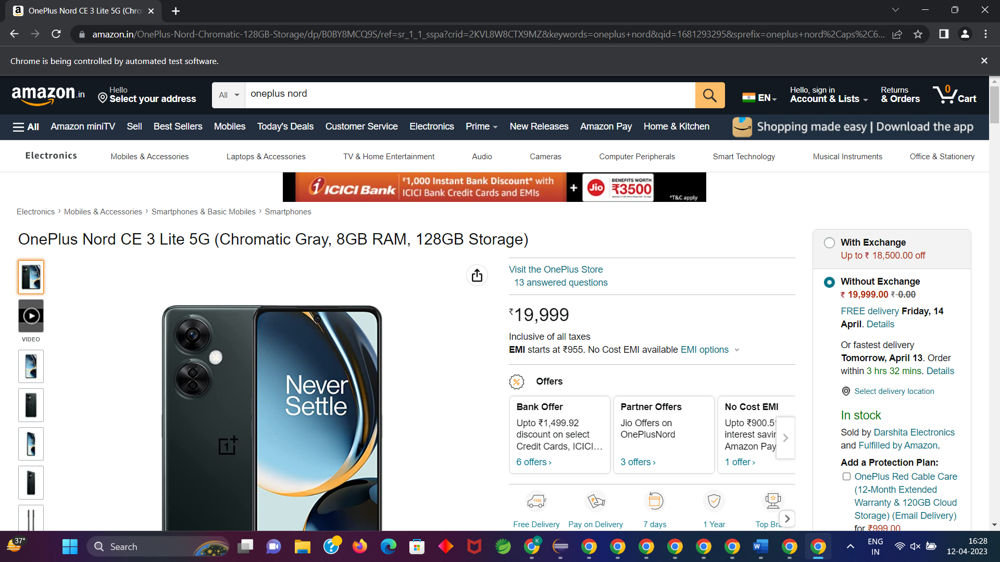 OnePlus Nord CE 3 Lite 5G (Chro
amazon.in/OnePlus-Nord-Chromatic-128GB-Storage/dp/B0BY8MCQ9S/ref=sr_1_1_sspa?crid=2KVL8W8CTX9MZ&keywords=oneplus+nord&qid=1681293295&sprefix=oneplus+nord%2Caps%2C6...
Chrome is being controlled by automated test software.
amazon.in
Hello
Select your address
All
oneplus nord
EN
Hello, sign in
Account & Lists
Returns
& Orders
0
Cart
All
Amazon miniTV
Sell
Best Sellers
Mobiles
Today's Deals
Customer Service
Electronics
Prime
New Releases
Amazon Pay
Home & Kitchen
Shopping made easy | Download the app
Electronics
Mobiles & Accessories
Laptops & Accessories
TV & Home Entertainment
Audio
Cameras
Computer Peripherals
Smart Technology
Musical Instruments
Office & Stationery
ICICI Bank
₹1,000 Instant Bank Discount* with
ICICI Bank Credit Cards and EMIs
+
Jio
BENEFITS WORTH
₹3500
*T&C apply
Electronics › Mobiles & Accessories › Smartphones & Basic Mobiles › Smartphones
OnePlus Nord CE 3 Lite 5G (Chromatic Gray, 8GB RAM, 128GB Storage)
VIDEO
Never
Settle
Visit the OnePlus Store
13 answered questions
₹19,999
Inclusive of all taxes
EMI starts at ₹955. No Cost EMI available EMI options
Offers
Bank Offer
Upto ₹1,499.92
discount on select
Credit Cards, ICICI…
6 offers ›
Partner Offers
Jio Offers on
OnePlusNord
3 offers ›
No Cost EMI
Upto ₹900.5
interest savin
Amazon Pay
1 offer ›
FREE
Free Delivery
Pay on Delivery
7 days
1 Year
Top Bra
With Exchange
Up to ₹ 18,500.00 off
Without Exchange
₹ 19,999.00 ₹ 0.00
FREE delivery Friday, 14
April. Details
Or fastest delivery
Tomorrow, April 13. Order
within 3 hrs 32 mins. Details
Select delivery location
In stock
Sold by Darshita Electronics
and Fulfilled by Amazon.
Add a Protection Plan:
OnePlus Red Cable Care
(12-Month Extended
Warranty & 120GB Cloud
Storage) (Email Delivery)
for ₹999.00
37°
Search
K
ENG
IN
16:28
12-04-2023